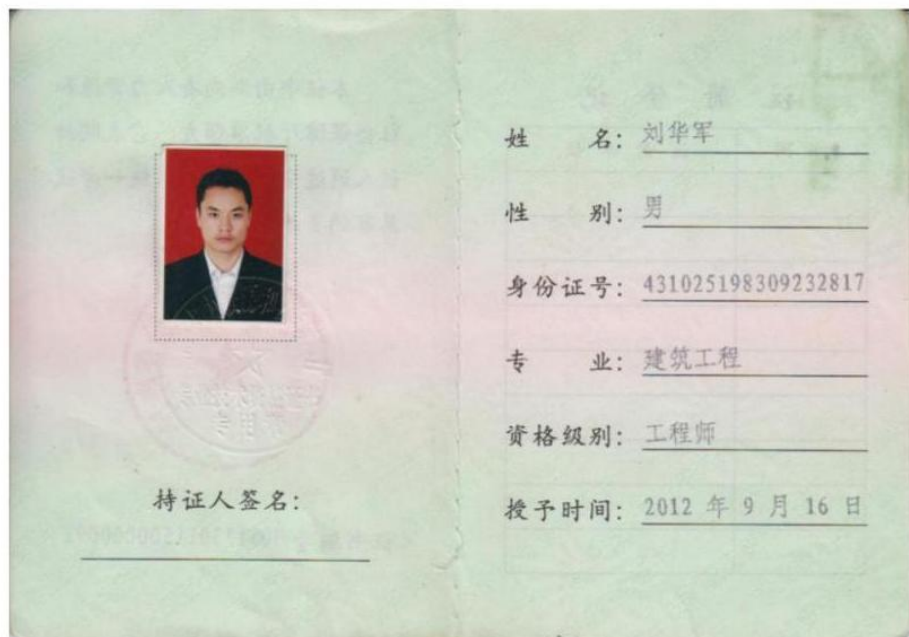 持证人签名：
姓 名： 刘华军
性 别： 男
身份证号： 431025198309232817
专 业： 建筑工程
资格级别： 工程师
授予时间： 2012 年 9 月 16 日